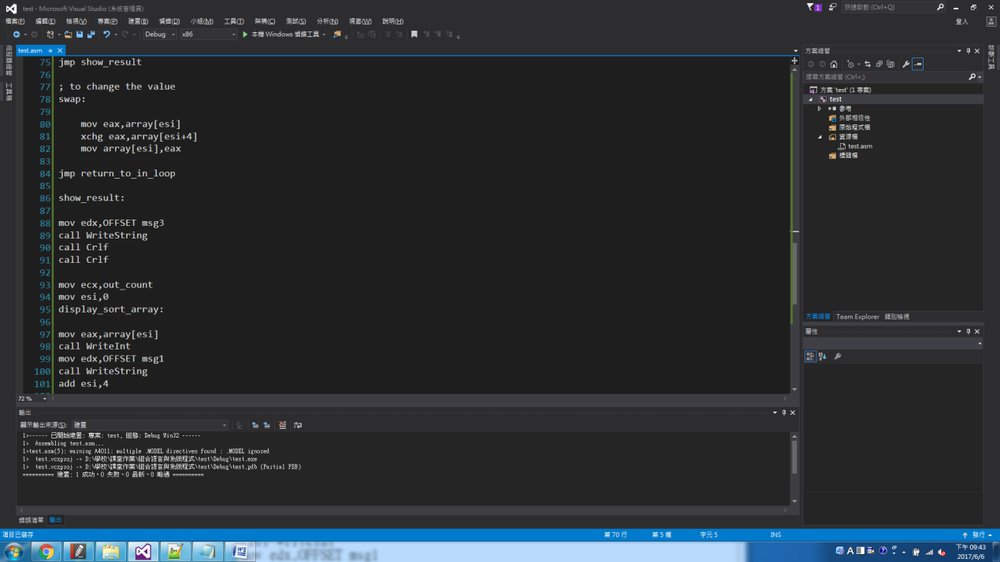 test - Microsoft Visual Studio (系統管理員)
1
快速啟動 (Ctrl+Q)
檔案(F) 編輯(E) 檢視(V) 專案(P) 建置(B) 偵錯(D) 小組(M) 工具(T) 架構(C) 測試(S) 分析(N) 視窗(W) 說明(H)
登入
Debug x86 本機 Windows 偵錯工具
伺服器總管
工具箱
test.asm
75 jmp show_result
76
77 ; to change the value
78 swap:
79
80 mov eax,array[esi]
81 xchg eax,array[esi+4]
82 mov array[esi],eax
83
84 jmp return_to_in_loop
85
86 show_result:
87
88 mov edx,OFFSET msg3
89 call WriteString
90 call Crlf
91 call Crlf
92
93 mov ecx,out_count
94 mov esi,0
95 display_sort_array:
96
97 mov eax,array[esi]
98 call WriteInt
99 mov edx,OFFSET msg1
100 call WriteString
101 add esi,4
72 %
方案總管
搜尋方案總管 (Ctrl+;)
方案 'test' (1 專案)
test
參考
外部相依性
原始程式檔
資源檔
test.asm
標頭檔
方案總管 Team Explorer 類別檢視
屬性
診斷工具
輸出
顯示輸出來源(S): 建置
1>------ 已開始建置: 專案: test, 組態: Debug Win32 ------
1> Assembling test.asm...
1>test.asm(5): warning A4011: multiple .MODEL directives found : .MODEL ignored
1> test.vcxproj -> D:\學校\課堂作業\組合語言與系統程式\test\Debug\test.exe
1> test.vcxproj -> D:\學校\課堂作業\組合語言與系統程式\test\Debug\test.pdb (Partial PDB)
========== 建置: 1 成功、0 失敗、0 最新、0 略過 ==========
錯誤清單 輸出
項目已儲存 第 70 行 第 5 欄 字元 5 INS 發行
edx,OFFSET msg1
下午 09:43
2017/6/6